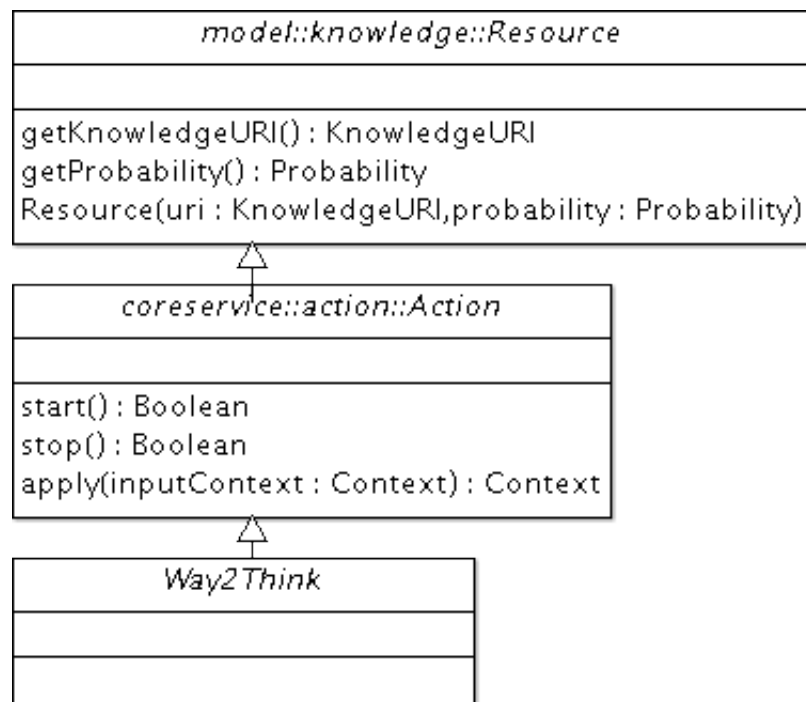 model::knowledge::Resource
getKnowledgeURI() : KnowledgeURI
getProbability() : Probability
Resource(uri : KnowledgeURI,probability : Probability)
coreservice::action::Action
start() : Boolean
stop() : Boolean
apply(inputContext : Context) : Context
Way2Think